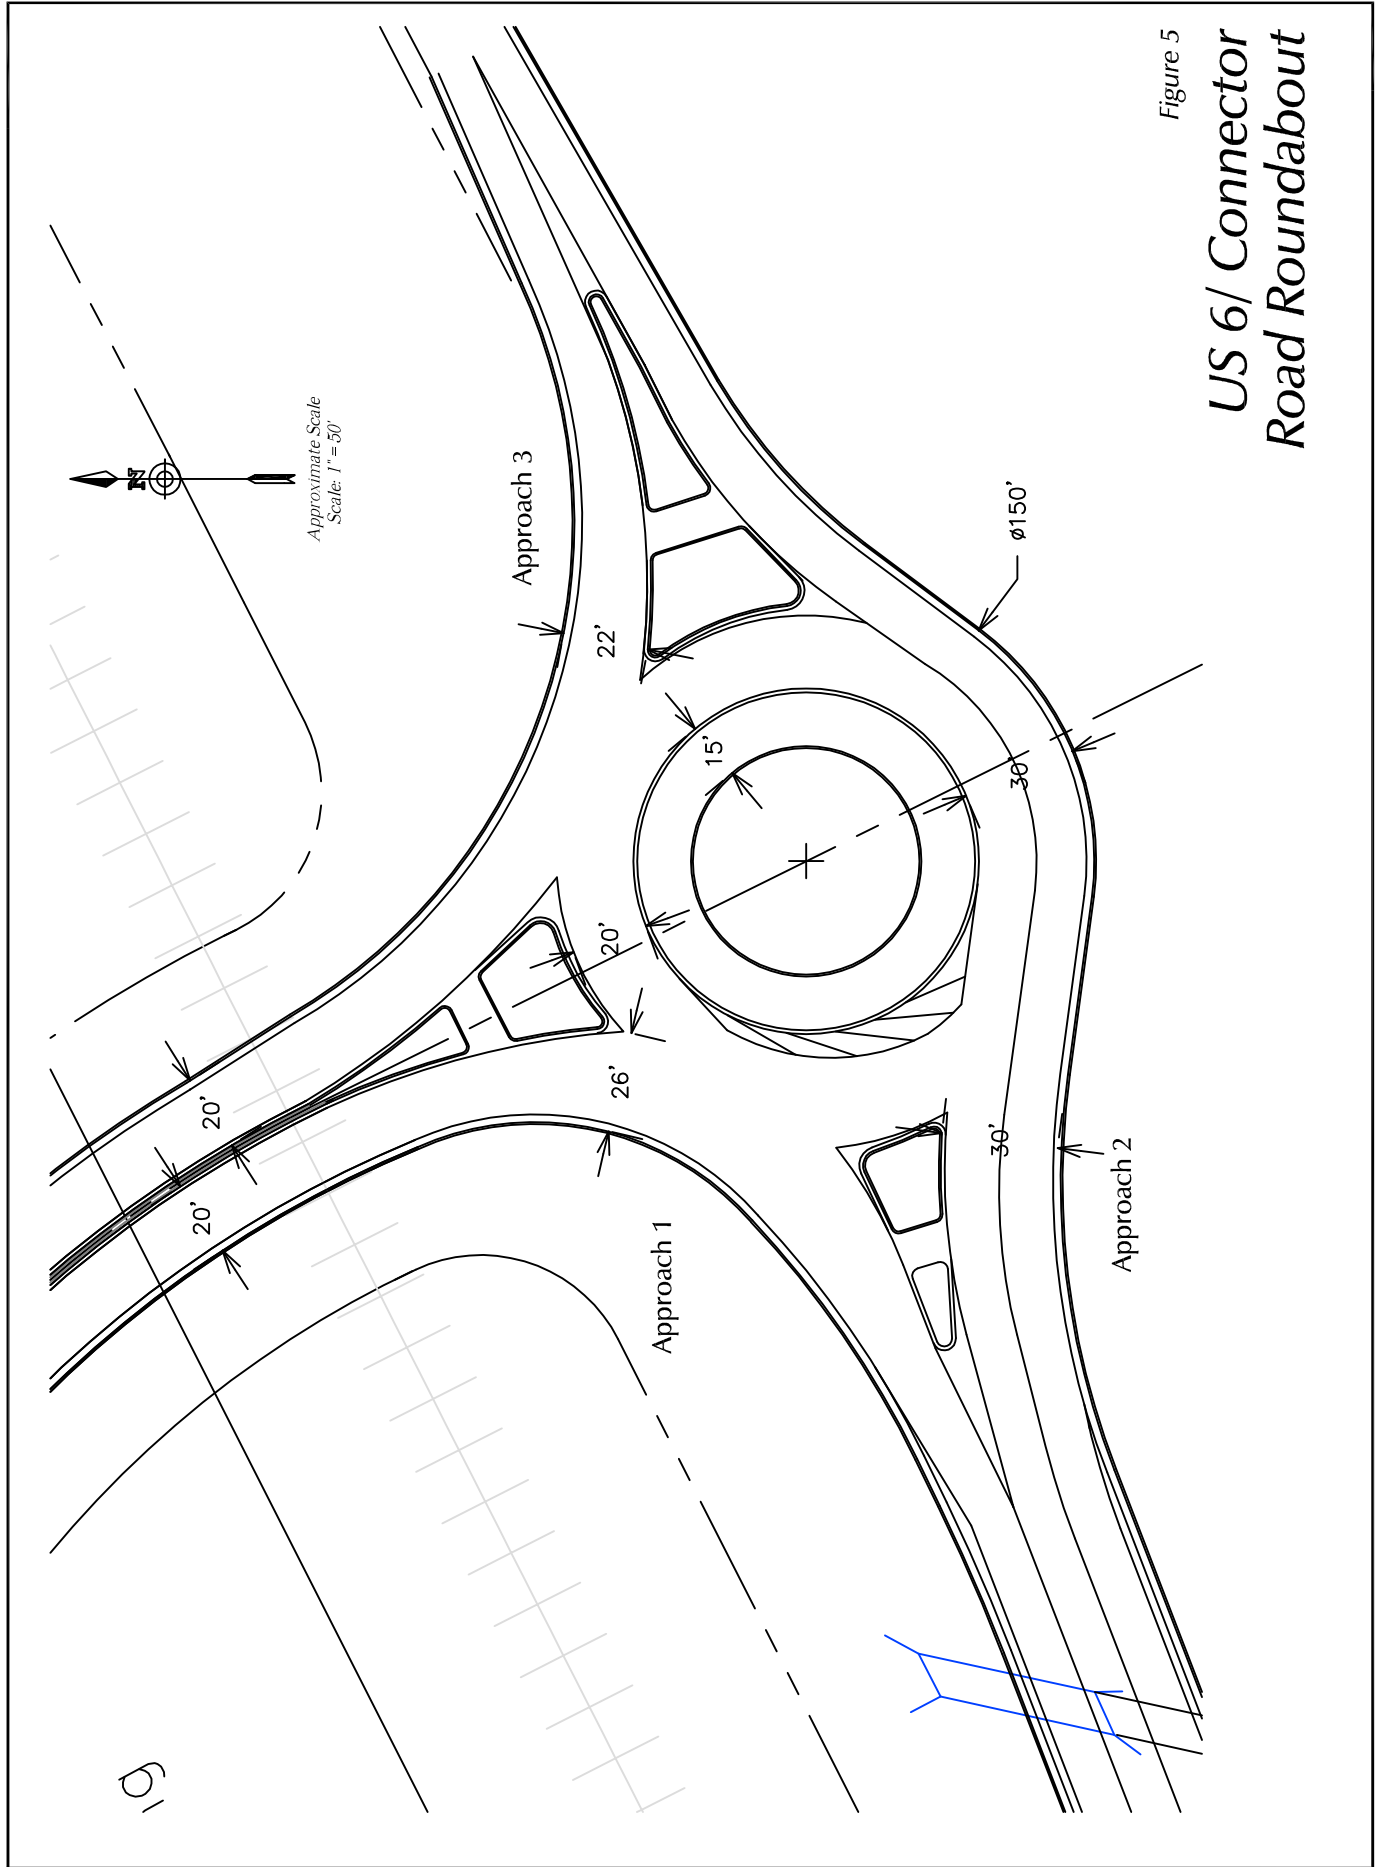 Figure 5
US 6/ Connector
Road Roundabout
N
Approximate Scale
Scale: 1" = 50'
Approach 3
22'
ø150'
15'
30'
20'
26'
20'
20'
30'
Approach 2
Approach 1